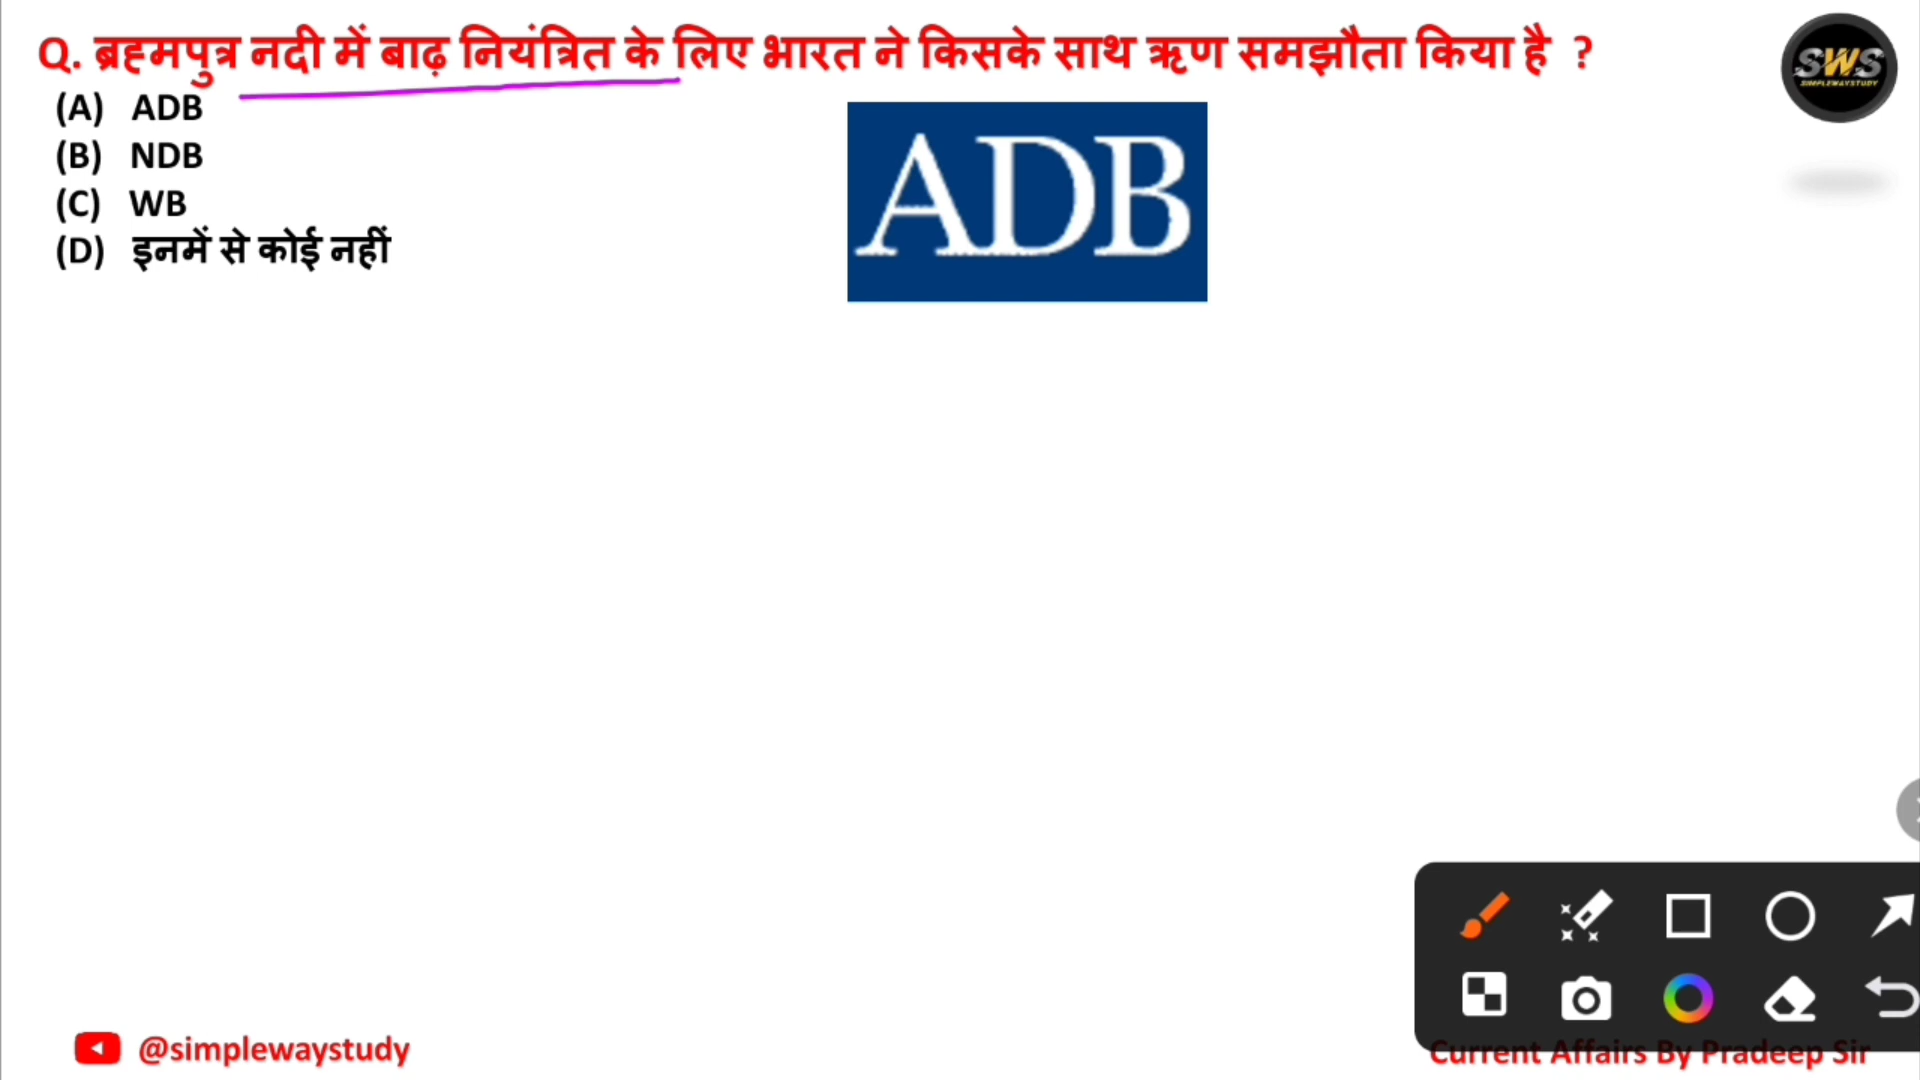 Q. ब्रह्मपुत्र नदी में बाढ़ नियंत्रित के लिए भारत ने किसके साथ ऋण समझौता किया है ?
(A) ADB
(B) NDB
(C) WB
(D) इनमें से कोई नहीं
ADB
SWS
SIMPLEWAYSTUDY
@simplewaystudy
Current Affairs By Pradeep Sir